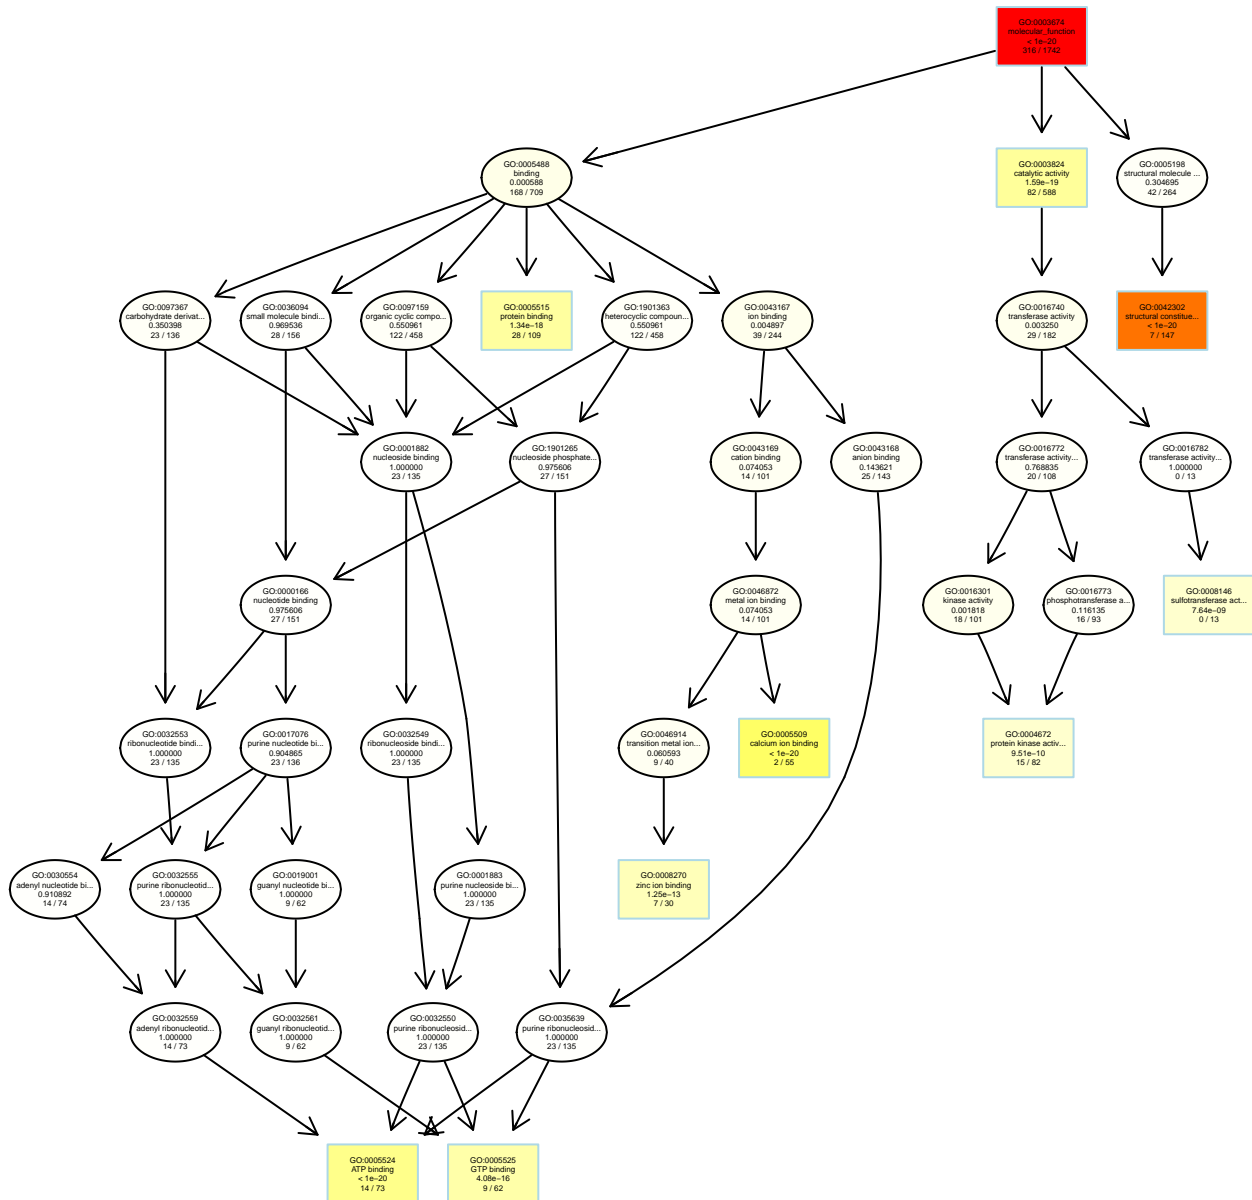 GO:0003674
molecular_function
< 1e−20
316 / 1742
GO:0005488
binding
0.000588
168 / 709
GO:0003824
catalytic activity
1.59e−19
82 / 588
GO:0005198
structural molecule ...
0.304695
42 / 264
GO:0097367
carbohydrate derivat...
0.350398
23 / 136
GO:0036094
small molecule bindi...
0.969536
28 / 156
GO:0097159
organic cyclic compo...
0.550961
122 / 458
GO:0005515
protein binding
1.34e−18
28 / 109
GO:1901363
heterocyclic compoun...
0.550961
122 / 458
GO:0043167
ion binding
0.004897
39 / 244
GO:0016740
transferase activity
0.003250
29 / 182
GO:0042302
structural constitue...
< 1e−20
7 / 147
GO:0001882
nucleoside binding
1.000000
23 / 135
GO:1901265
nucleoside phosphate...
0.975606
27 / 151
GO:0043169
cation binding
0.074053
14 / 101
GO:0043168
anion binding
0.143621
25 / 143
GO:0016772
transferase activity...
0.768835
20 / 108
GO:0016782
transferase activity...
1.000000
0 / 13
GO:0000166
nucleotide binding
0.975606
27 / 151
GO:0046872
metal ion binding
0.074053
14 / 101
GO:0016301
kinase activity
0.001818
18 / 101
GO:0016773
phosphotransferase a...
0.116135
16 / 93
GO:0008146
sulfotransferase act...
7.64e−09
0 / 13
GO:0032553
ribonucleotide bindi...
1.000000
23 / 135
GO:0017076
purine nucleotide bi...
0.904865
23 / 136
GO:0032549
ribonucleoside bindi...
1.000000
23 / 135
GO:0046914
transition metal ion...
0.060593
9 / 40
GO:0005509
calcium ion binding
< 1e−20
2 / 55
GO:0004672
protein kinase activ...
9.51e−10
15 / 82
GO:0030554
adenyl nucleotide bi...
0.910892
14 / 74
GO:0032555
purine ribonucleotid...
1.000000
23 / 135
GO:0019001
guanyl nucleotide bi...
1.000000
9 / 62
GO:0001883
purine nucleoside bi...
1.000000
23 / 135
GO:0008270
zinc ion binding
1.25e−13
7 / 30
GO:0032559
adenyl ribonucleotid...
1.000000
14 / 73
GO:0032561
guanyl ribonucleotid...
1.000000
9 / 62
GO:0032550
purine ribonucleosid...
1.000000
23 / 135
GO:0035639
purine ribonucleosid...
1.000000
23 / 135
GO:0005524
ATP binding
< 1e−20
14 / 73
GO:0005525
GTP binding
4.08e−16
9 / 62